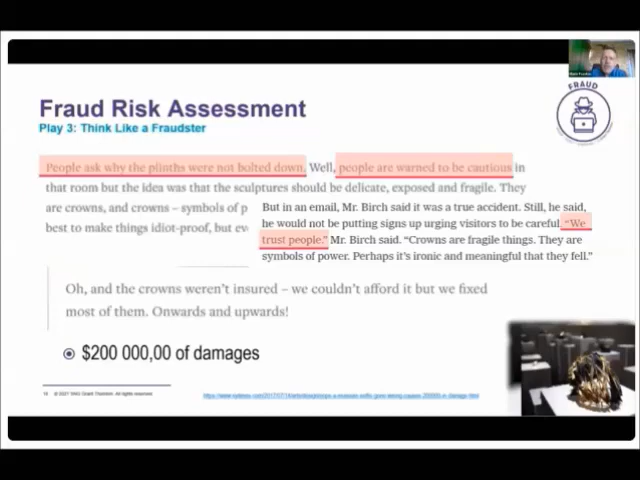 FRAUD
Fraud Risk Assessment
Play 3: Think Like a Fraudster
People ask why the plinths were not bolted down. Well, people are warned to be cautious in
that room but the idea was that the sculptures should be delicate, exposed and fragile. They
are crowns, and crowns – symbols of p
best to make things idiot-proof, but ev
But in an email, Mr. Birch said it was a true accident. Still, he said,
he would not be putting signs up urging visitors to be careful. “We
trust people.” Mr. Birch said. “Crowns are fragile things. They are
symbols of power. Perhaps it’s ironic and meaningful that they fell.”
Oh, and the crowns weren’t insured – we couldn’t afford it but we fixed
most of them. Onwards and upwards!
$200 000,00 of damages
Grant Thornton. All rights reserved.